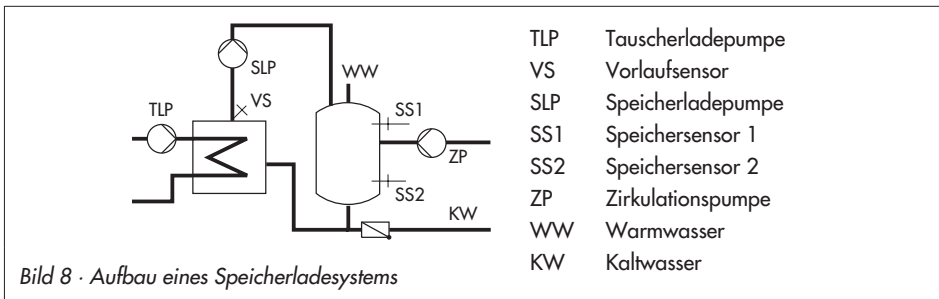 WW
SLP
SS1
VS
TLP
ZP
SS2
KW
TLP Tauscherladepumpe
VS Vorlaufsensor
SLP Speicherladepumpe
SS1 Speichersensor 1
SS2 Speichersensor 2
ZP Zirkulationspumpe
WW Warmwasser
KW Kaltwasser
Bild 8 · Aufbau eines Speicherladesystems